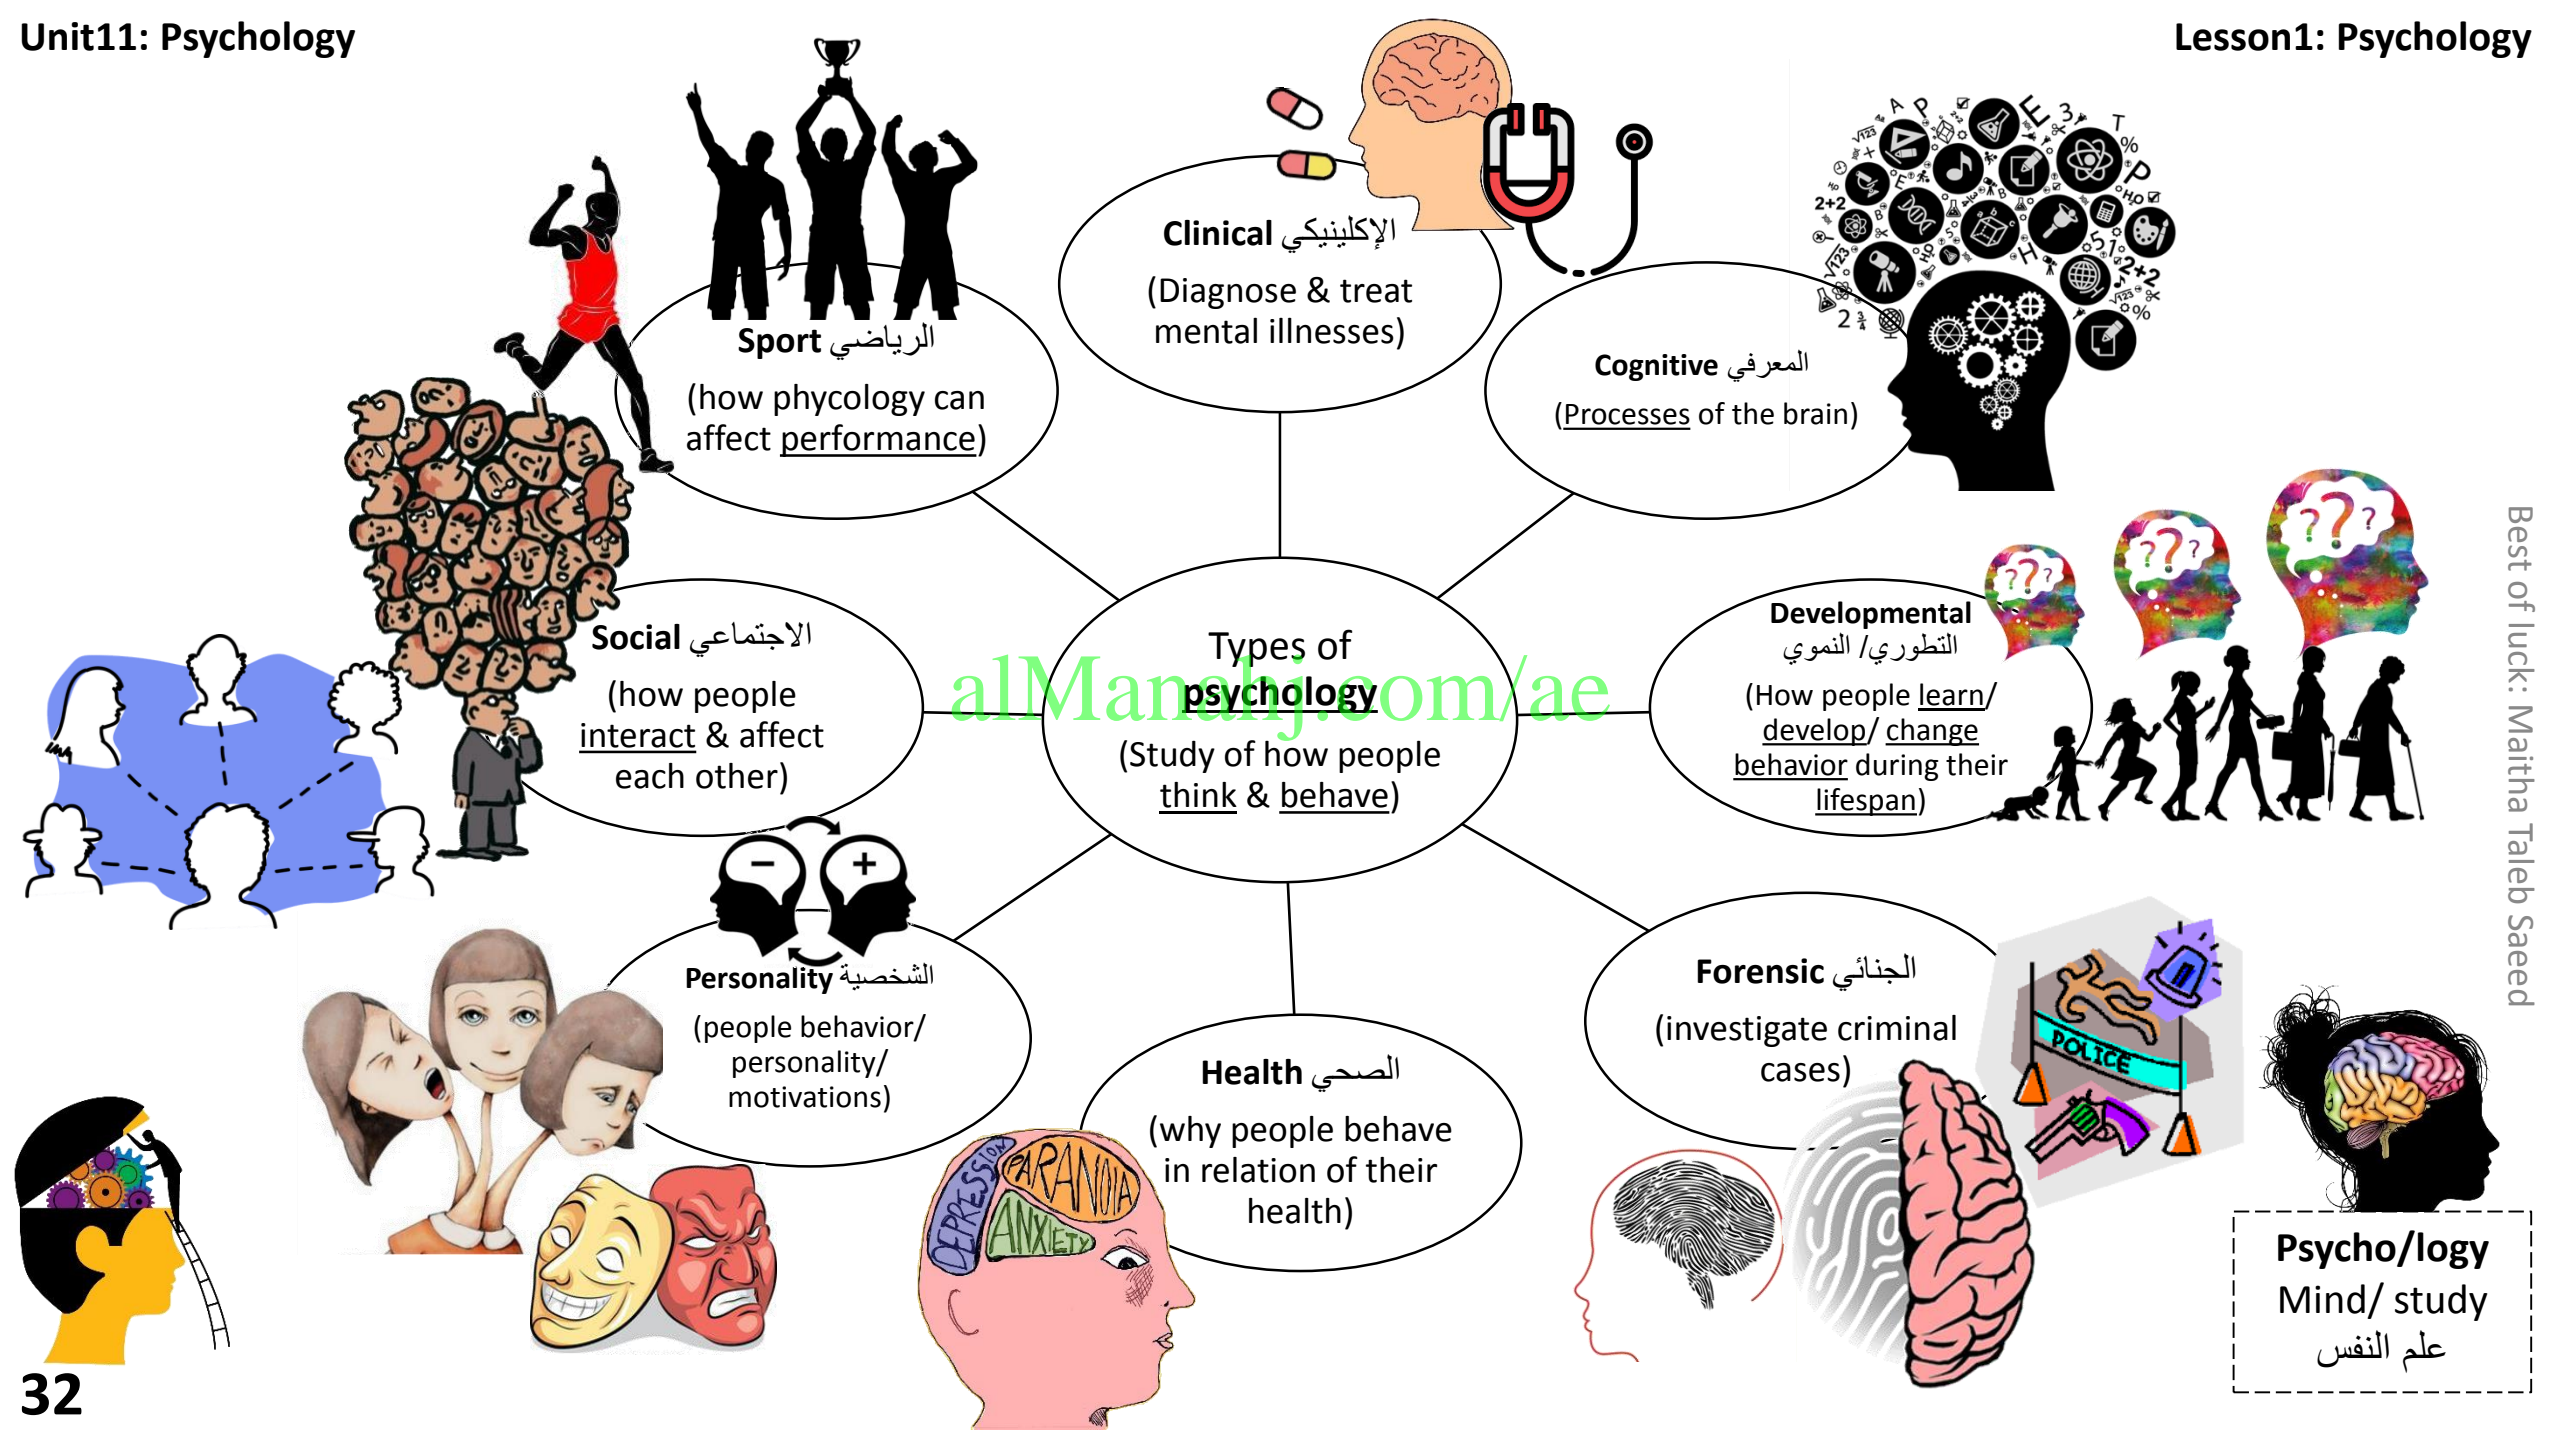 Unit11: Psychology
Lesson1: Psychology
Clinical الإكلينيكي
(Diagnose & treat
mental illnesses)
Cognitive المعرفي
(Processes of the brain)
Developmental
التطوري/ النموي
(How people learn/
develop/ change
behavior during their
lifespan)
Forensic الجنائي
(investigate criminal
cases)
POLICE
Health الصحي
(why people behave
in relation of their
health)
DEPRESSION
PARANOIA
ANXIETY
Personality الشخصية
(people behavior/
personality/
motivations)
Social الاجتماعي
(how people
interact & affect
each other)
Sport الرياضي
(how phycology can
affect performance)
Types of
psychology
(Study of how people
think & behave)
alManahj.com/ae
Best of luck: Maitha Taleb Saeed
Psycho/logy
Mind/ study
علم النفس
32